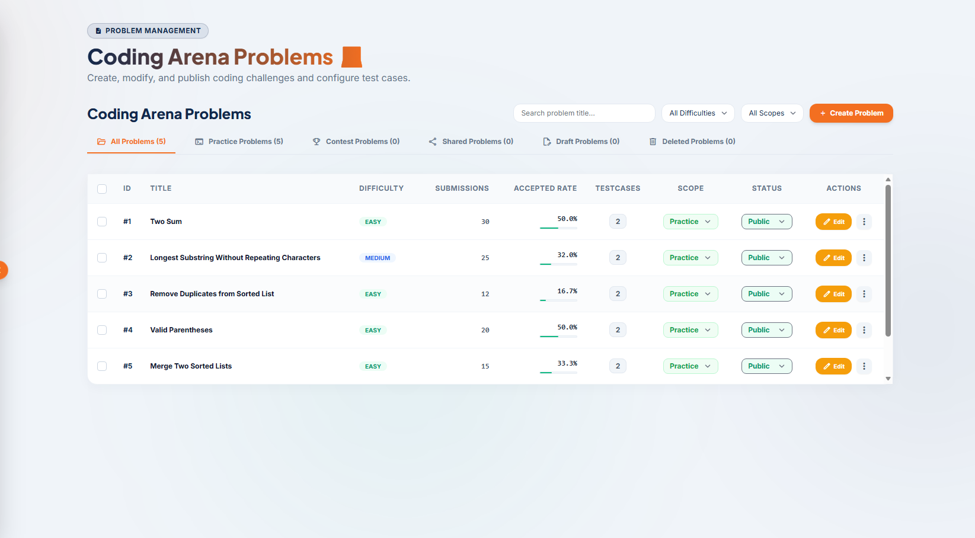 PROBLEM MANAGEMENT
Coding Arena Problems
Create, modify, and publish coding challenges and configure test cases.
Coding Arena Problems
Search problem title...
All Difficulties
All Scopes
+ Create Problem
All Problems (5)
Practice Problems (5)
Contest Problems (0)
Shared Problems (0)
Draft Problems (0)
Deleted Problems (0)
ID TITLE DIFFICULTY SUBMISSIONS ACCEPTED RATE TESTCASES SCOPE STATUS ACTIONS
#1 Two Sum EASY 30 50.0% 2 Practice Public Edit
#2 Longest Substring Without Repeating Characters MEDIUM 25 32.0% 2 Practice Public Edit
#3 Remove Duplicates from Sorted List EASY 12 16.7% 2 Practice Public Edit
#4 Valid Parentheses EASY 20 50.0% 2 Practice Public Edit
#5 Merge Two Sorted Lists EASY 15 33.3% 2 Practice Public Edit